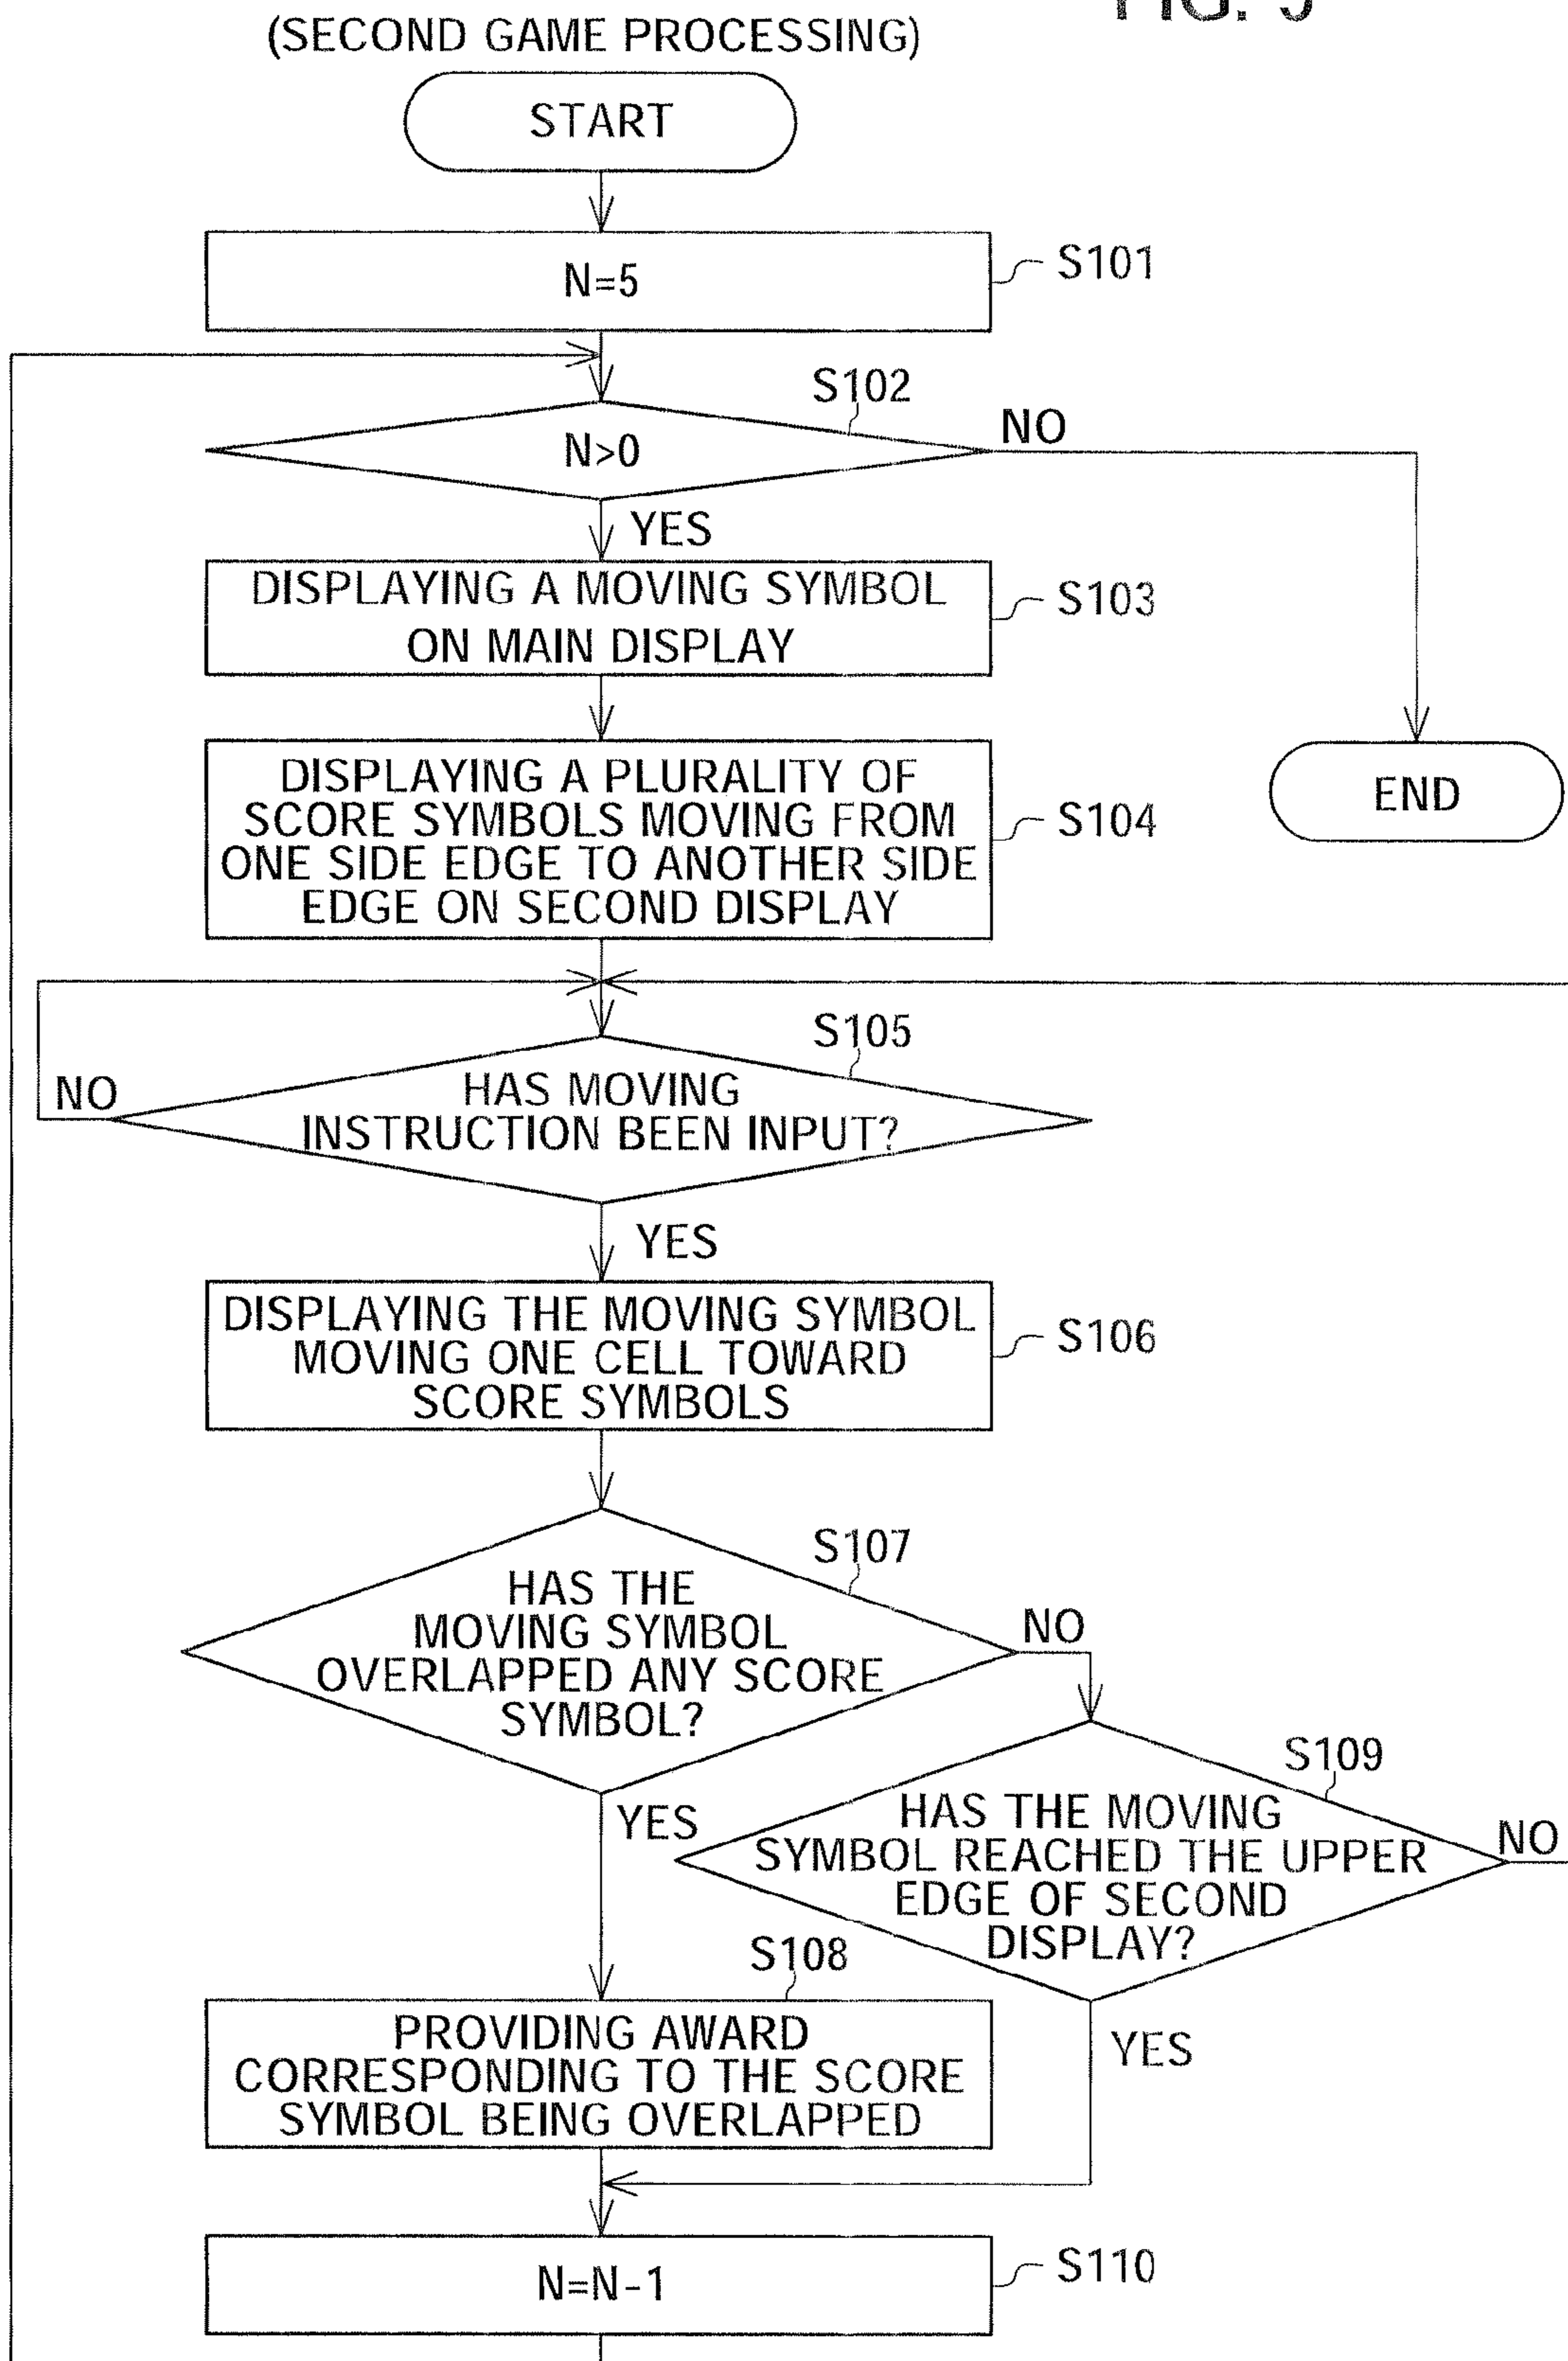 (SECOND GAME PROCESSING)
START
N=5
S101
S102
N>0
NO
YES
DISPLAYING A MOVING SYMBOL
ON MAIN DISPLAY
S103
DISPLAYING A PLURALITY OF
SCORE SYMBOLS MOVING FROM
ONE SIDE EDGE TO ANOTHER SIDE
EDGE ON SECOND DISPLAY
S104
END
S105
HAS MOVING
INSTRUCTION BEEN INPUT?
NO
YES
DISPLAYING THE MOVING SYMBOL
MOVING ONE CELL TOWARD
SCORE SYMBOLS
S106
S107
HAS THE
MOVING SYMBOL
OVERLAPPED ANY SCORE
SYMBOL?
NO
YES
S109
HAS THE MOVING
SYMBOL REACHED THE UPPER
EDGE OF SECOND
DISPLAY?
NO
YES
S108
PROVIDING AWARD
CORRESPONDING TO THE SCORE
SYMBOL BEING OVERLAPPED
N=N-1
S110